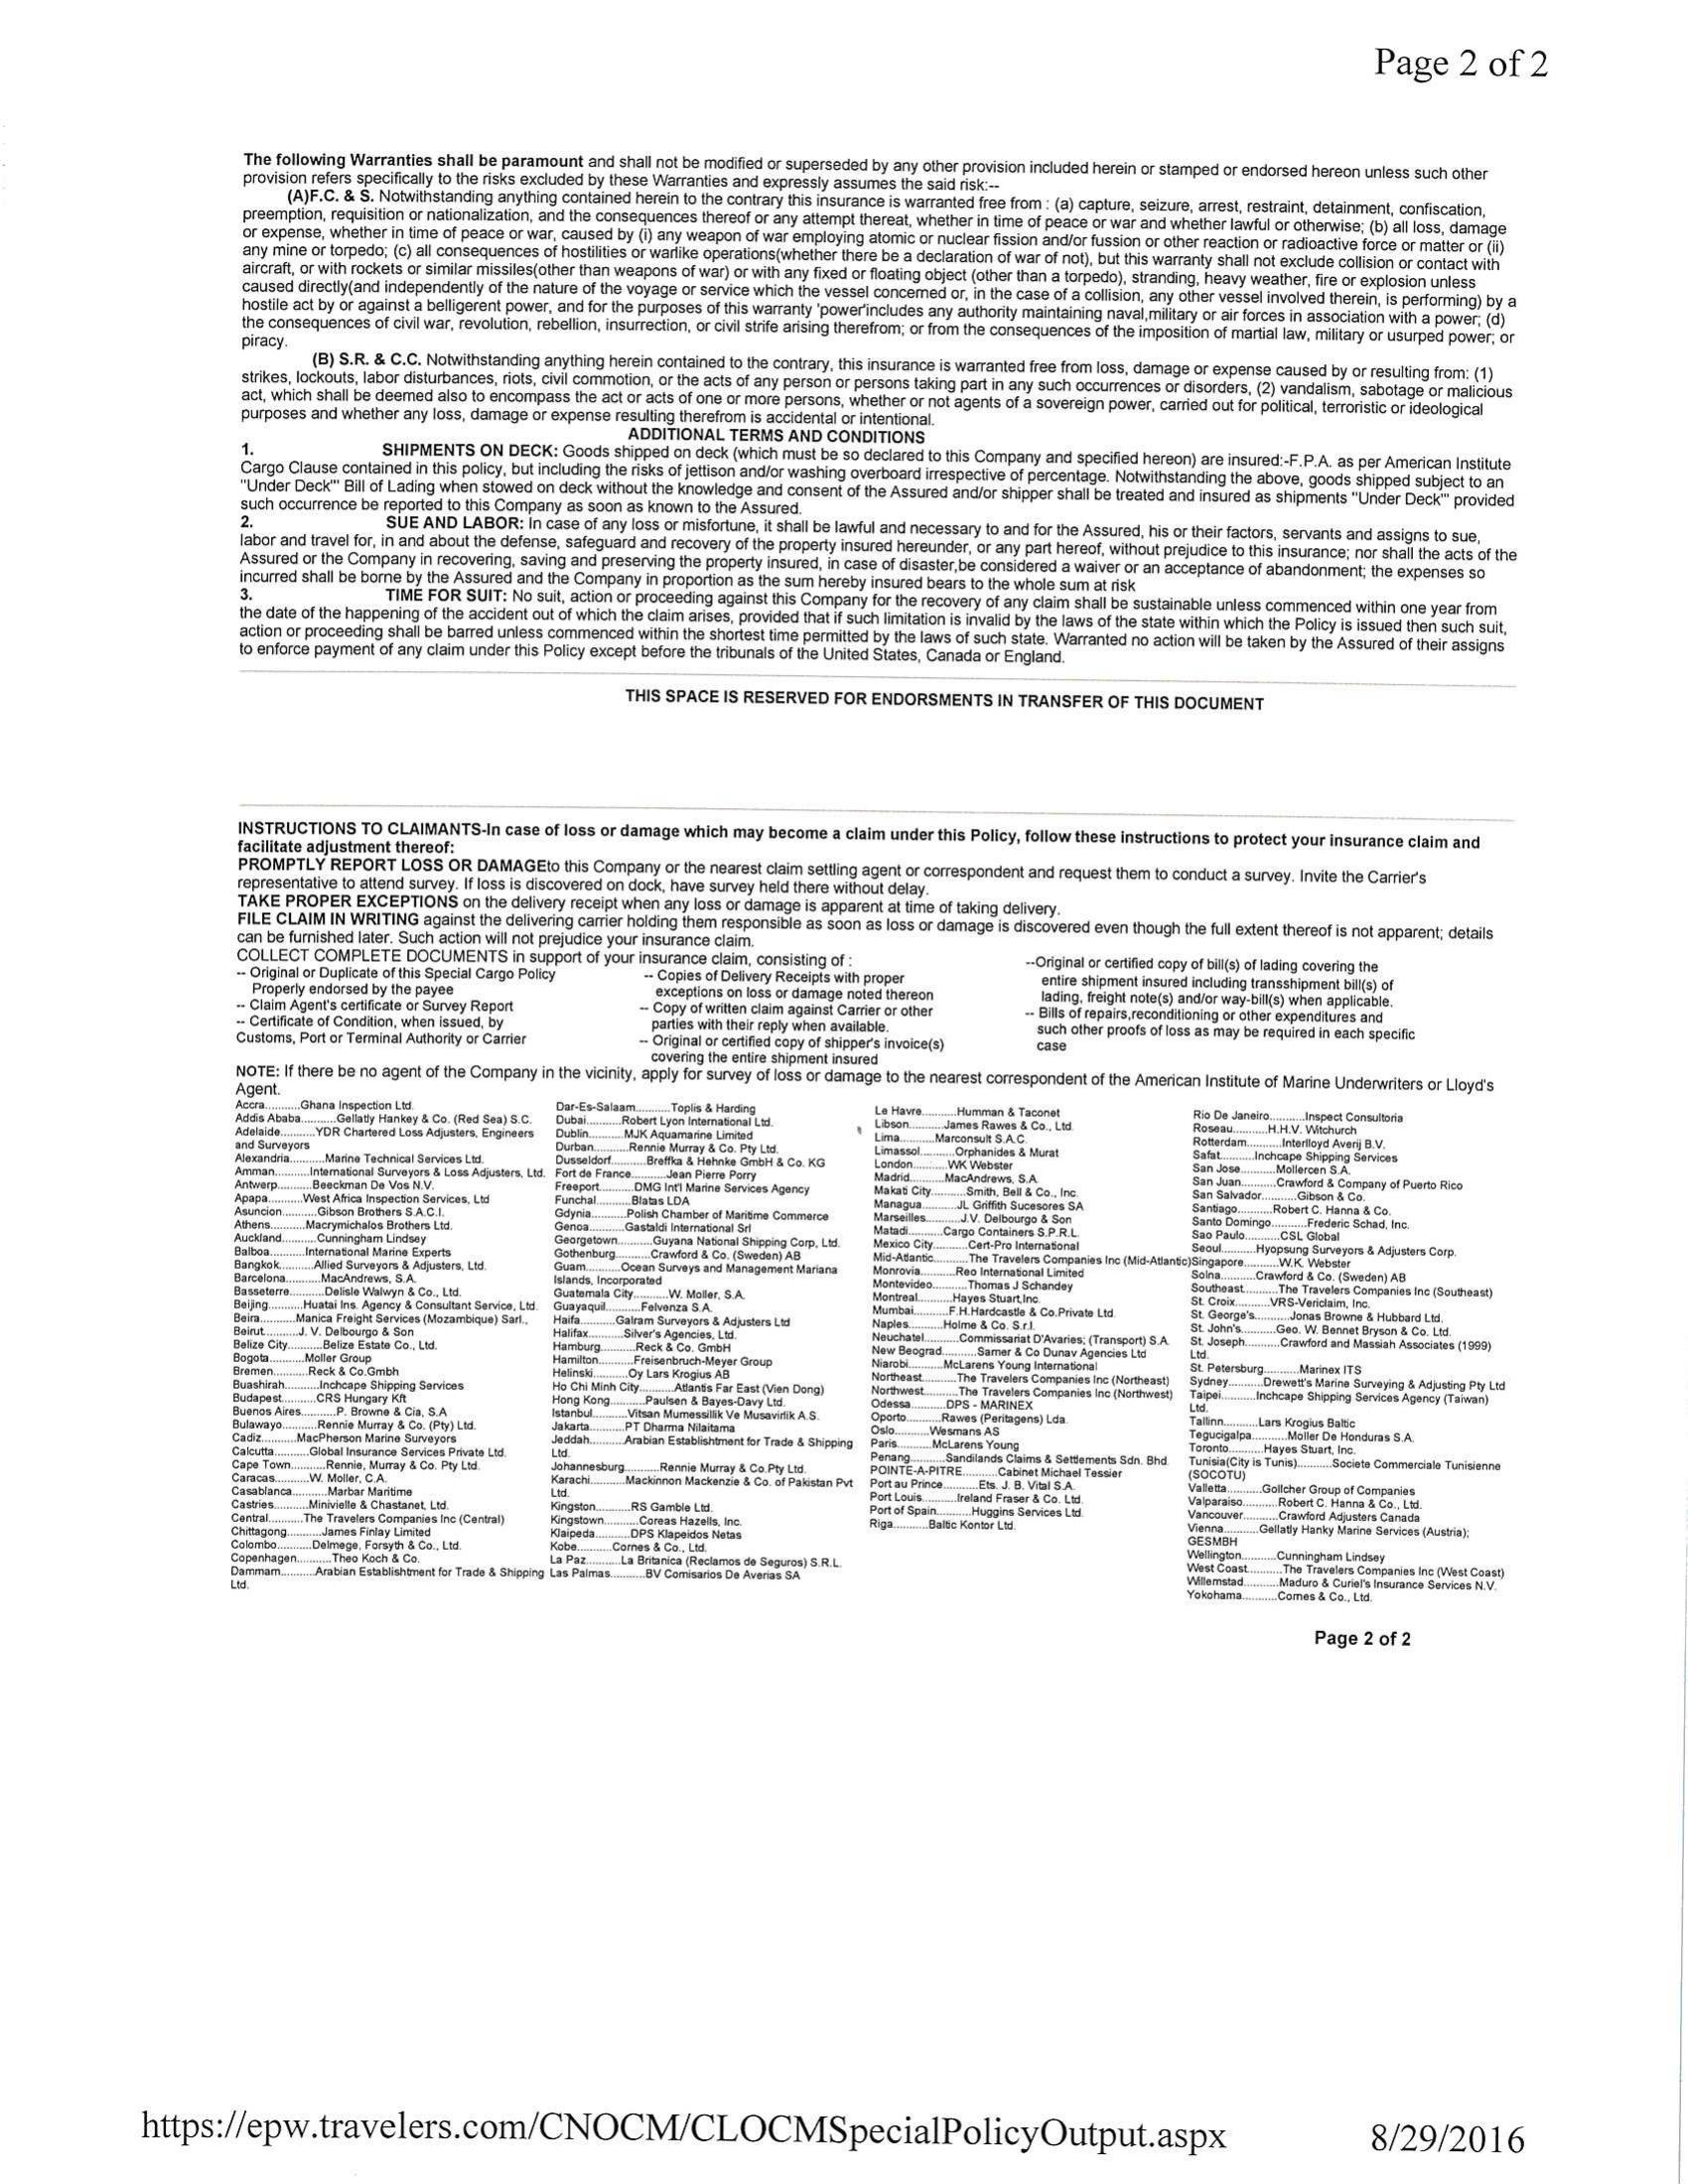 Page 2 of 2
The following Warranties shall be paramount and shall not be modified or superseded by any other provision included herein or stamped or endorsed hereon unless such other
provision refers specifically to the risks excluded by these Warranties and expressly assumes the said risk:--
(A)F.C. & S. Notwithstanding anything contained herein to the contrary this insurance is warranted free from : (a) capture, seizure, arrest, restraint, detainment, confiscation,
preemption, requisition or nationalization, and the consequences thereof or any attempt thereat, whether in time of peace or war and whether lawful or otherwise; (b) all loss, damage
or expense, whether in time of peace or war, caused by (i) any weapon of war employing atomic or nuclear fission and/or fussion or other reaction or radioactive force or matter or (ii)
any mine or torpedo; (c) all consequences of hostilities or warlike operations(whether there be a declaration of war of not), but this warranty shall not exclude collision or contact with
aircraft, or with rockets or similar missiles(other than weapons of war) or with any fixed or floating object (other than a torpedo), stranding, heavy weather, fire or explosion unless
caused directly(and independently of the nature of the voyage or service which the vessel concerned or, in the case of a collision, any other vessel involved therein, is performing) by a
hostile act by or against a belligerent power, and for the purposes of this warranty 'power'includes any authority maintaining naval,military or air forces in association with a power; (d)
the consequences of civil war, revolution, rebellion, insurrection, or civil strife arising therefrom; or from the consequences of the imposition of martial law, military or usurped power; or
piracy.
(B) S.R. & C.C. Notwithstanding anything herein contained to the contrary, this insurance is warranted free from loss, damage or expense caused by or resulting from: (1)
strikes, lockouts, labor disturbances, riots, civil commotion, or the acts of any person or persons taking part in any such occurrences or disorders, (2) vandalism, sabotage or malicious
act, which shall be deemed also to encompass the act or acts of one or more persons, whether or not agents of a sovereign power, carried out for political, terroristic or ideological
purposes and whether any loss, damage or expense resulting therefrom is accidental or intentional.
ADDITIONAL TERMS AND CONDITIONS
1. SHIPMENTS ON DECK: Goods shipped on deck (which must be so declared to this Company and specified hereon) are insured:-F.P.A. as per American Institute
Cargo Clause contained in this policy, but including the risks of jettison and/or washing overboard irrespective of percentage. Notwithstanding the above, goods shipped subject to an
"Under Deck'" Bill of Lading when stowed on deck without the knowledge and consent of the Assured and/or shipper shall be treated and insured as shipments "Under Deck'" provided
such occurrence be reported to this Company as soon as known to the Assured.
2. SUE AND LABOR: In case of any loss or misfortune, it shall be lawful and necessary to and for the Assured, his or their factors, servants and assigns to sue,
labor and travel for, in and about the defense, safeguard and recovery of the property insured hereunder, or any part hereof, without prejudice to this insurance; nor shall the acts of the
Assured or the Company in recovering, saving and preserving the property insured, in case of disaster,be considered a waiver or an acceptance of abandonment; the expenses so
incurred shall be borne by the Assured and the Company in proportion as the sum hereby insured bears to the whole sum at risk
3. TIME FOR SUIT: No suit, action or proceeding against this Company for the recovery of any claim shall be sustainable unless commenced within one year from
the date of the happening of the accident out of which the claim arises, provided that if such limitation is invalid by the laws of the state within which the Policy is issued then such suit,
action or proceeding shall be barred unless commenced within the shortest time permitted by the laws of such state. Warranted no action will be taken by the Assured of their assigns
to enforce payment of any claim under this Policy except before the tribunals of the United States, Canada or England.
THIS SPACE IS RESERVED FOR ENDORSMENTS IN TRANSFER OF THIS DOCUMENT
INSTRUCTIONS TO CLAIMANTS-In case of loss or damage which may become a claim under this Policy, follow these instructions to protect your insurance claim and
facilitate adjustment thereof:
PROMPTLY REPORT LOSS OR DAMAGEto this Company or the nearest claim settling agent or correspondent and request them to conduct a survey. Invite the Carrier's
representative to attend survey. If loss is discovered on dock, have survey held there without delay.
TAKE PROPER EXCEPTIONS on the delivery receipt when any loss or damage is apparent at time of taking delivery.
FILE CLAIM IN WRITING against the delivering carrier holding them responsible as soon as loss or damage is discovered even though the full extent thereof is not apparent; details
can be furnished later. Such action will not prejudice your insurance claim.
COLLECT COMPLETE DOCUMENTS in support of your insurance claim, consisting of :
-- Original or Duplicate of this Special Cargo Policy
Properly endorsed by the payee
-- Claim Agent's certificate or Survey Report
-- Certificate of Condition, when issued, by
Customs, Port or Terminal Authority or Carrier
-- Copies of Delivery Receipts with proper
exceptions on loss or damage noted thereon
-- Copy of written claim against Carrier or other
parties with their reply when available.
-- Original or certified copy of shipper's invoice(s)
covering the entire shipment insured
--Original or certified copy of bill(s) of lading covering the
entire shipment insured including transshipment bill(s) of
lading, freight note(s) and/or way-bill(s) when applicable.
-- Bills of repairs,reconditioning or other expenditures and
such other proofs of loss as may be required in each specific
case
NOTE: If there be no agent of the Company in the vicinity, apply for survey of loss or damage to the nearest correspondent of the American Institute of Marine Underwriters or Lloyd's
Agent.
Accra...........Ghana Inspection Ltd.
Addis Ababa...........Gellatly Hankey & Co. (Red Sea) S.C.
Adelaide...........YDR Chartered Loss Adjusters, Engineers
and Surveyors
Alexandria...........Marine Technical Services Ltd.
Amman...........International Surveyors & Loss Adjusters, Ltd.
Antwerp...........Beeckman De Vos N.V.
Apapa...........West Africa Inspection Services, Ltd
Asuncion...........Gibson Brothers S.A.C.I.
Athens...........Macrymichalos Brothers Ltd.
Auckland...........Cunningham Lindsey
Balboa...........International Marine Experts
Bangkok...........Allied Surveyors & Adjusters, Ltd.
Barcelona...........MacAndrews, S.A.
Basseterre...........Delisle Walwyn & Co., Ltd.
Beijing...........Huatai Ins. Agency & Consultant Service, Ltd.
Beira...........Manica Freight Services (Mozambique) Sarl.,
Beirut...........J. V. Delbourgo & Son
Belize City...........Belize Estate Co., Ltd.
Bogota...........Moller Group
Bremen...........Reck & Co.Gmbh
Buashirah...........Inchcape Shipping Services
Budapest...........CRS Hungary Kft
Buenos Aires...........P. Browne & Cia, S.A
Bulawayo...........Rennie Murray & Co. (Pty) Ltd.
Cadiz...........MacPherson Marine Surveyors
Calcutta...........Global Insurance Services Private Ltd.
Cape Town...........Rennie, Murray & Co. Pty Ltd.
Caracas...........W. Moller, C.A.
Casablanca...........Marbar Maritime
Castries...........Minivielle & Chastanet, Ltd.
Central...........The Travelers Companies Inc (Central)
Chittagong...........James Finlay Limited
Colombo...........Delmege, Forsyth & Co., Ltd.
Copenhagen...........Theo Koch & Co.
Dammam...........Arabian Establishtment for Trade & Shipping
Ltd.
Dar-Es-Salaam...........Toplis & Harding
Dubai...........Robert Lyon International Ltd.
Dublin...........MJK Aquamarine Limited
Durban...........Rennie Murray & Co. Pty Ltd.
Dusseldorf...........Breffka & Hehnke GmbH & Co. KG
Fort de France...........Jean Pierre Porry
Freeport...........DMG Int'l Marine Services Agency
Funchal...........Blatas LDA
Gdynia...........Polish Chamber of Maritime Commerce
Genoa...........Gastaldi International Srl
Georgetown...........Guyana National Shipping Corp, Ltd.
Gothenburg...........Crawford & Co. (Sweden) AB
Guam...........Ocean Surveys and Management Mariana
Islands, Incorporated
Guatemala City...........W. Moller, S.A.
Guayaquil...........Felvenza S.A.
Haifa...........Galram Surveyors & Adjusters Ltd
Halifax...........Silver's Agencies, Ltd.
Hamburg...........Reck & Co. GmbH
Hamilton...........Freisenbruch-Meyer Group
Helinski...........Oy Lars Krogius AB
Ho Chi Minh City...........Atlantis Far East (Vien Dong)
Hong Kong...........Paulsen & Bayes-Davy Ltd.
Istanbul...........Vitsan Mumessillik Ve Musavirlik A.S.
Jakarta...........PT Dharma Nilaitama
Jeddah...........Arabian Establishtment for Trade & Shipping
Ltd.
Johannesburg...........Rennie Murray & Co.Pty Ltd.
Karachi...........Mackinnon Mackenzie & Co. of Pakistan Pvt
Ltd.
Kingston...........RS Gamble Ltd.
Kingstown...........Coreas Hazells, Inc.
Klaipeda...........DPS Klapeidos Netas
Kobe...........Cornes & Co., Ltd.
La Paz...........La Britanica (Reclamos de Seguros) S.R.L.
Las Palmas...........BV Comisarios De Averias SA
Le Havre...........Humman & Taconet
Libson...........James Rawes & Co., Ltd.
Lima...........Marconsult S.A.C.
Limassol...........Orphanides & Murat
London...........WK Webster
Madrid...........MacAndrews, S.A.
Makati City...........Smith, Bell & Co., Inc.
Managua...........JL Griffith Sucesores SA
Marseilles...........J.V. Delbourgo & Son
Matadi...........Cargo Containers S.P.R.L.
Mexico City...........Cert-Pro International
Mid-Atlantic...........The Travelers Companies Inc (Mid-Atlantic)
Monrovia...........Reo International Limited
Montevideo...........Thomas J Schandey
Montreal...........Hayes Stuart,Inc.
Mumbai...........F.H.Hardcastle & Co.Private Ltd.
Naples...........Holme & Co. S.r.l.
Neuchatel...........Commissariat D'Avaries; (Transport) S.A.
New Beograd...........Samer & Co Dunav Agencies Ltd
Niarobi...........McLarens Young International
Northeast...........The Travelers Companies Inc (Northeast)
Northwest...........The Travelers Companies Inc (Northwest)
Odessa...........DPS - MARINEX
Oporto...........Rawes (Peritagens) Lda.
Oslo...........Wesmans AS
Paris...........McLarens Young
Penang...........Sandilands Claims & Settlements Sdn. Bhd.
POINTE-A-PITRE...........Cabinet Michael Tessier
Port au Prince...........Ets. J. B. Vital S.A.
Port Louis...........Ireland Fraser & Co. Ltd.
Port of Spain...........Huggins Services Ltd.
Riga...........Baltic Kontor Ltd.
Rio De Janeiro...........Inspect Consultoria
Roseau...........H.H.V. Witchurch
Rotterdam...........Interlloyd Averij B.V.
Safat...........Inchcape Shipping Services
San Jose...........Mollercen S.A.
San Juan...........Crawford & Company of Puerto Rico
San Salvador...........Gibson & Co.
Santiago...........Robert C. Hanna & Co.
Santo Domingo...........Frederic Schad, Inc.
Sao Paulo...........CSL Global
Seoul...........Hyopsung Surveyors & Adjusters Corp.
Singapore...........W.K. Webster
Solna...........Crawford & Co. (Sweden) AB
Southeast...........The Travelers Companies Inc (Southeast)
St. Croix...........VRS-Vericlaim, Inc.
St. George's...........Jonas Browne & Hubbard Ltd.
St. John's...........Geo. W. Bennet Bryson & Co. Ltd.
St. Joseph...........Crawford and Massiah Associates (1999)
Ltd.
St. Petersburg...........Marinex ITS
Sydney...........Drewett's Marine Surveying & Adjusting Pty Ltd
Taipei...........Inchcape Shipping Services Agency (Taiwan)
Ltd.
Tallinn...........Lars Krogius Baltic
Tegucigalpa...........Moller De Honduras S.A.
Toronto...........Hayes Stuart, Inc.
Tunisia(City is Tunis)...........Societe Commerciale Tunisienne
(SOCOTU)
Valletta...........Gollcher Group of Companies
Valparaiso...........Robert C. Hanna & Co., Ltd.
Vancouver...........Crawford Adjusters Canada
Vienna...........Gellatly Hanky Marine Services (Austria);
GESMBH
Wellington...........Cunningham Lindsey
West Coast...........The Travelers Companies Inc (West Coast)
Willemstad...........Maduro & Curiel's Insurance Services N.V.
Yokohama...........Cornes & Co., Ltd.
Page 2 of 2
https://epw.travelers.com/CNOCM/CLOCMSpecialPolicyOutput.aspx
8/29/2016